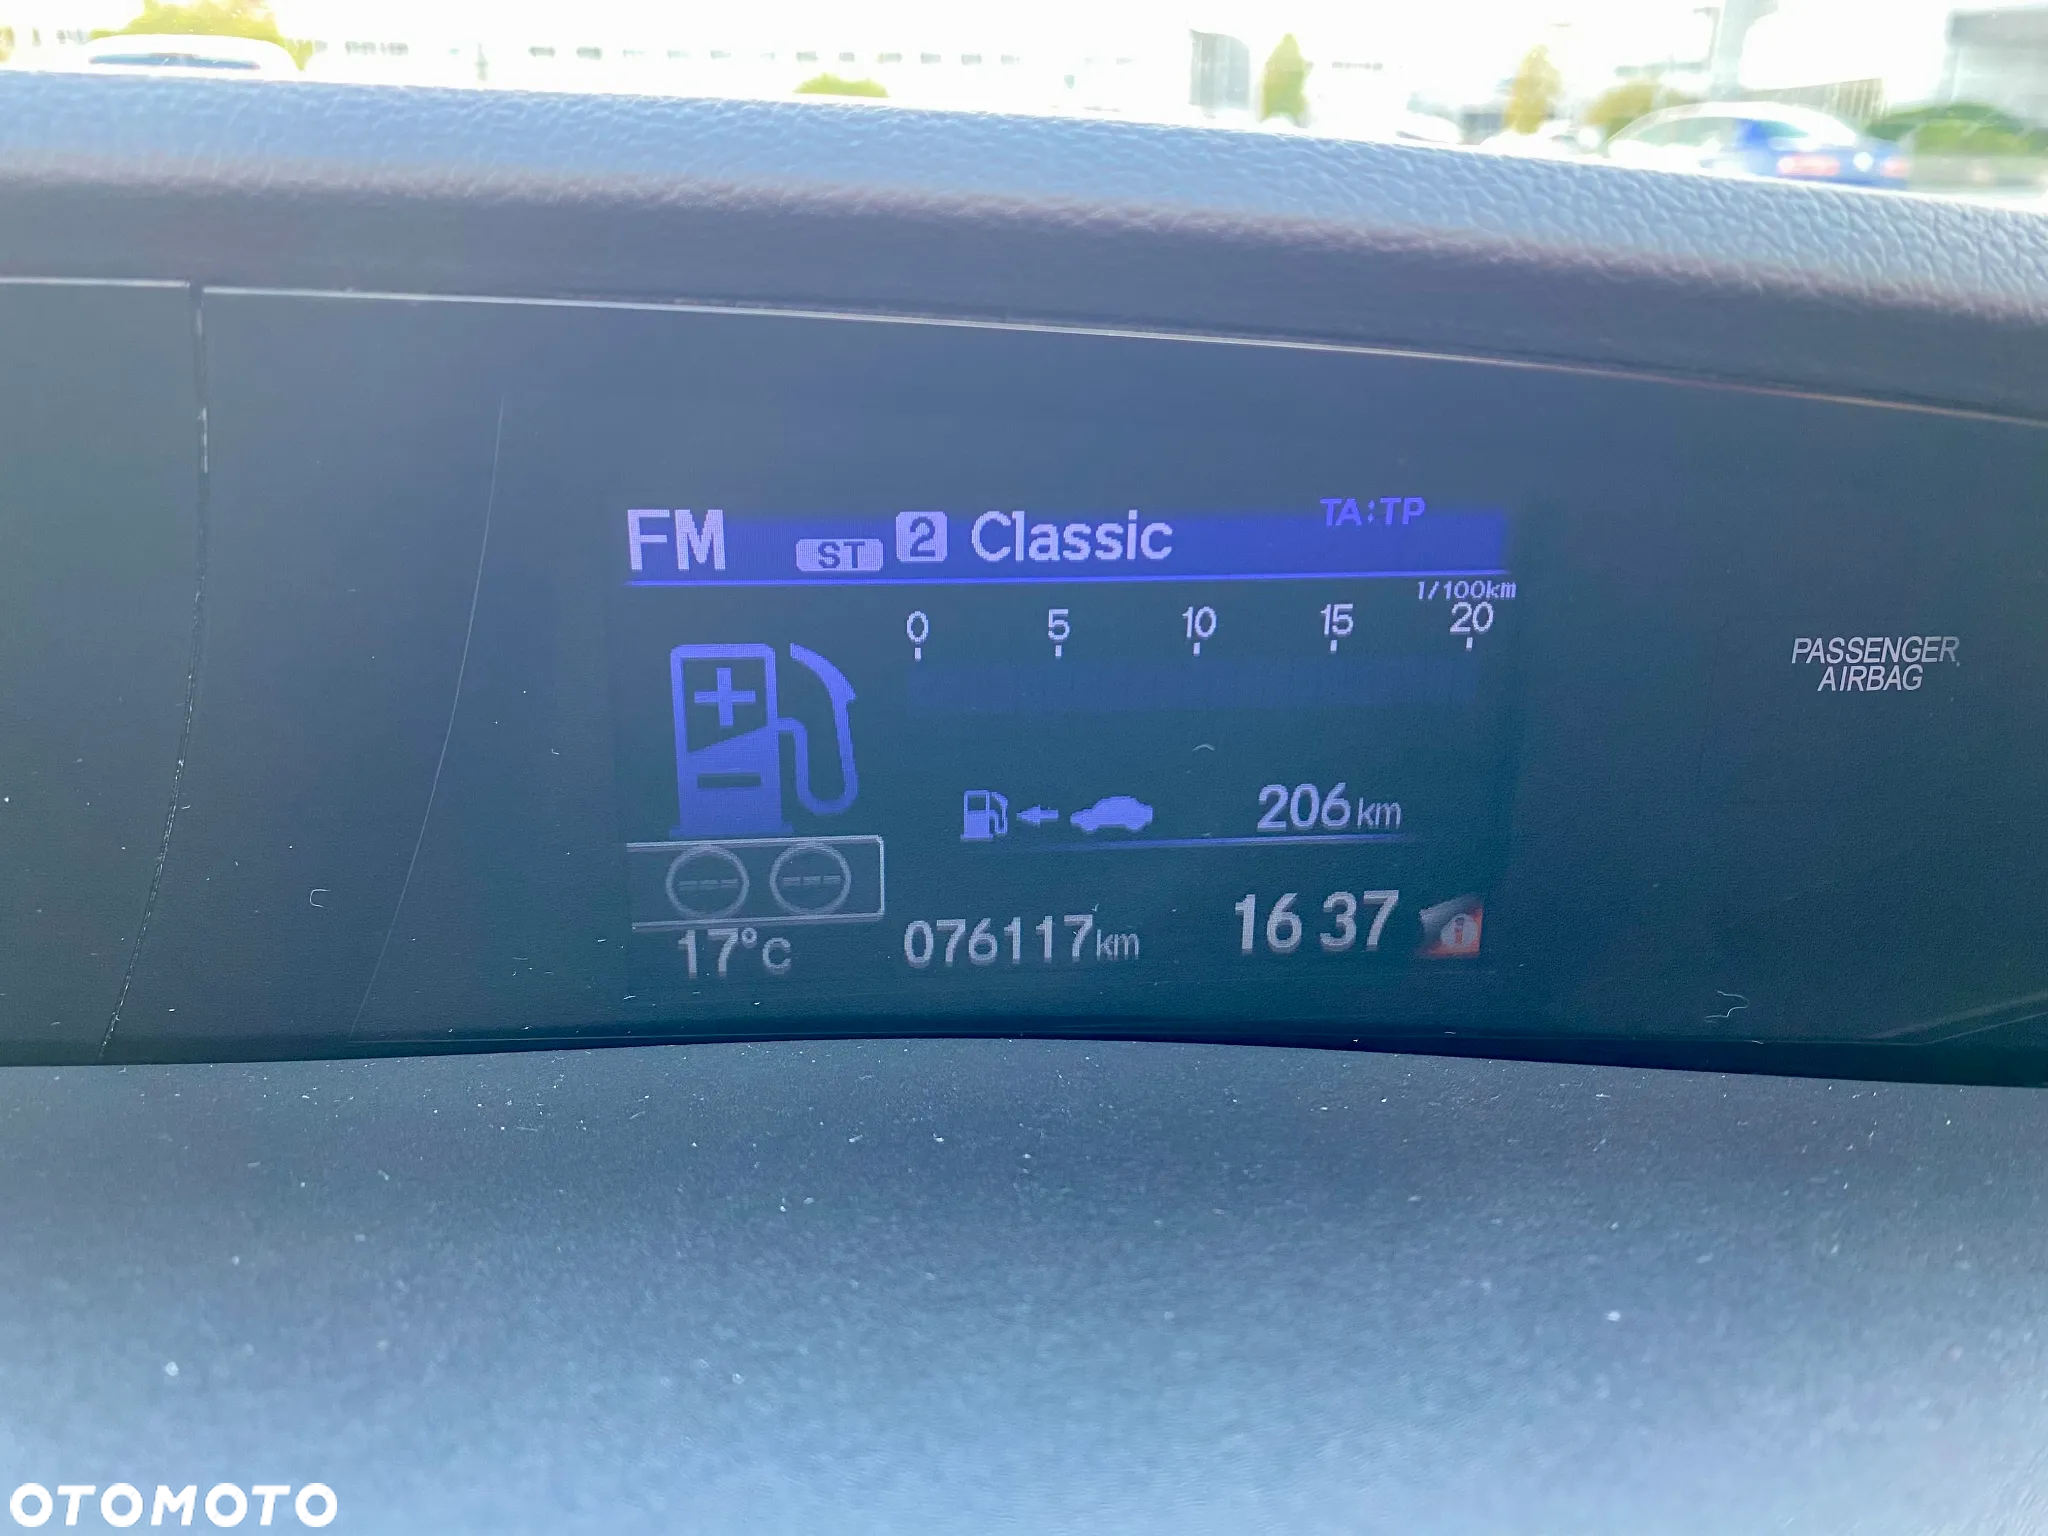 FM ST 2 Classic TA:TP
l/100km
0 5 10 15 20
PASSENGER
AIRBAG
206km
--- ---
17°C 076117km 16 37 i
OTOMOTO